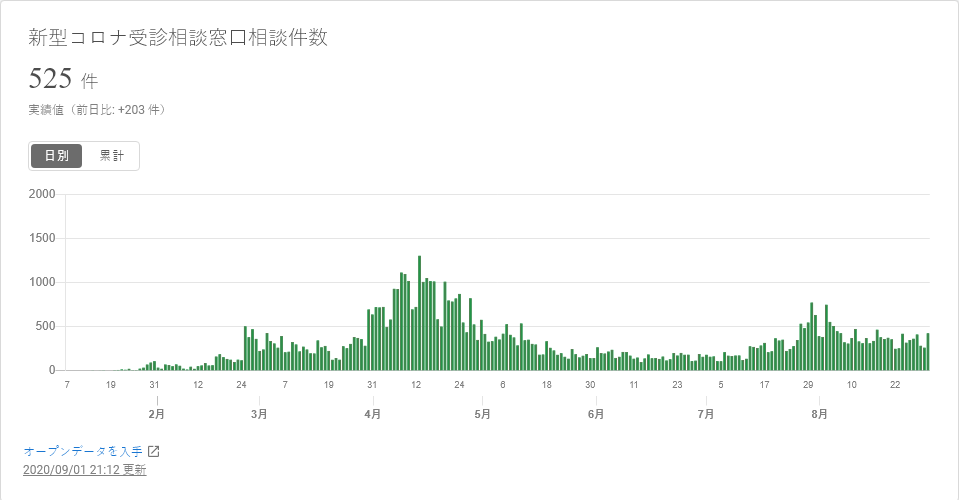 新型コロナ受診相談窓口相談件数
525 件
実績値（前日比: +203 件）
日別 累計
2000
1500
1000
500
0
7 19 31 12 24 7 19 31 12 24 6 18 30 11 23 5 17 29 10 22
2月 3月 4月 5月 6月 7月 8月
オープンデータを入手
2020/09/01 21:12 更新